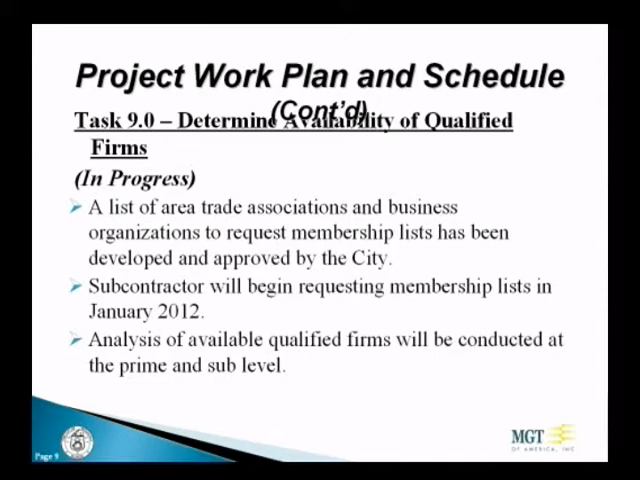 Project Work Plan and Schedule
(Cont'd)
Task 9.0 – Determine Availability of Qualified
Firms
(In Progress)
A list of area trade associations and business
organizations to request membership lists has been
developed and approved by the City.
Subcontractor will begin requesting membership lists in
January 2012.
Analysis of available qualified firms will be conducted at
the prime and sub level.
Page 9
MGT
OF AMERICA, INC